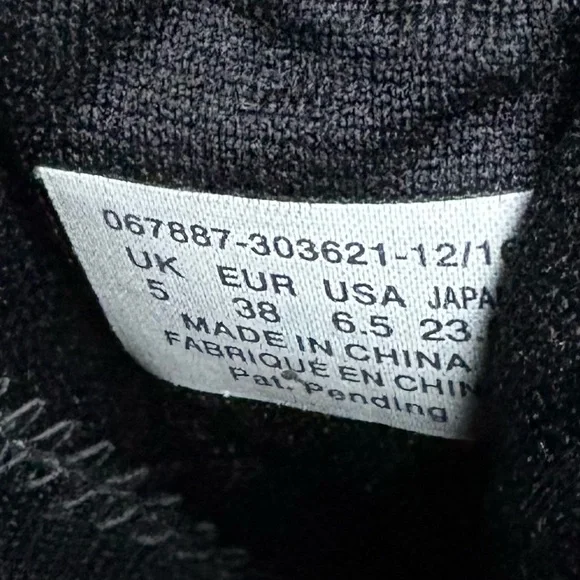 067887-303621-12/1
UK EUR USA JAPA
5 38 6.5 23.
MADE IN CHINA
FABRIQUÉ EN CHIN
Pat. Pending